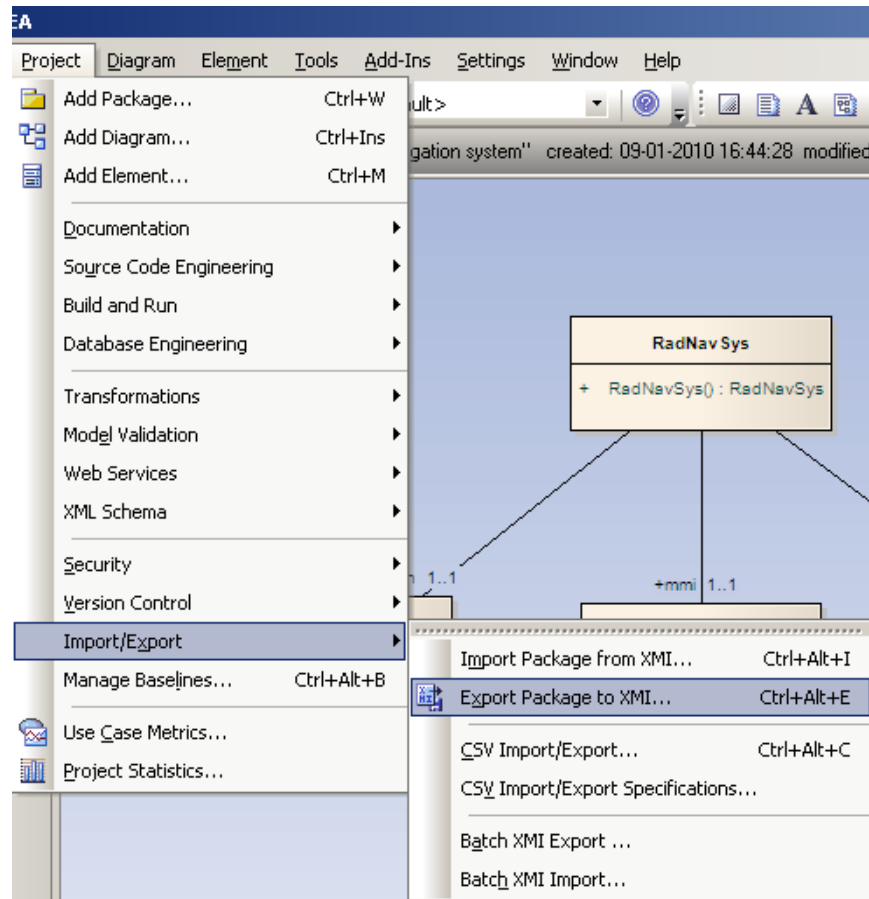 EA
Project Diagram Element Tools Add-Ins Settings Window Help
Add Package... Ctrl+W
ult>
A
Add Diagram... Ctrl+Ins
gation system" created: 09-01-2010 16:44:28 modified
Add Element... Ctrl+M
Documentation
Source Code Engineering
Build and Run
Database Engineering
Transformations
Model Validation
Web Services
XML Schema
Security
Version Control
Import/Export
Manage Baselines... Ctrl+Alt+B
Use Case Metrics...
Project Statistics...
RadNavSys
+ RadNavSys() : RadNavSys
1..1
+mmi 1..1
Import Package from XMI... Ctrl+Alt+I
Export Package to XMI... Ctrl+Alt+E
CSV Import/Export... Ctrl+Alt+C
CSV Import/Export Specifications...
Batch XMI Export ...
Batch XMI Import...